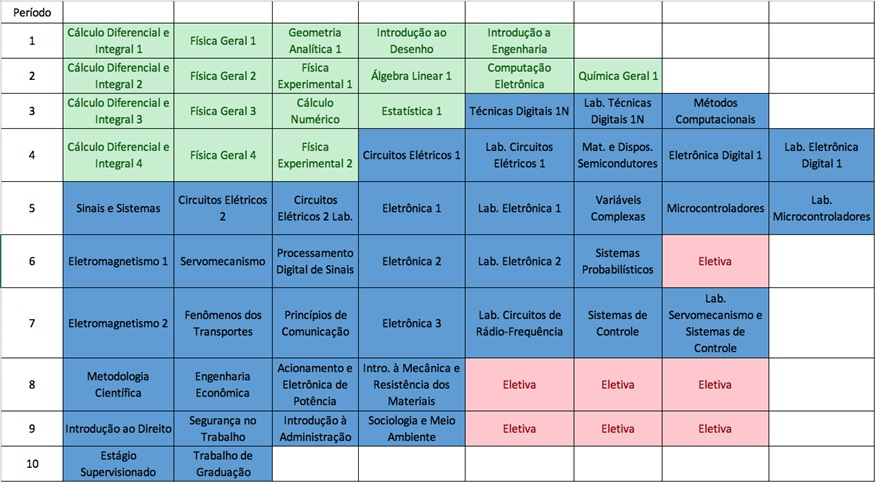 Período
1
Cálculo Diferencial e
Integral 1
Física Geral 1
Geometria
Analítica 1
Introdução ao
Desenho
Introdução a
Engenharia
2
Cálculo Diferencial e
Integral 2
Física Geral 2
Física
Experimental 1
Álgebra Linear 1
Computação
Eletrônica
Química Geral 1
3
Cálculo Diferencial e
Integral 3
Física Geral 3
Cálculo
Numérico
Estatística 1
Técnicas Digitais 1N
Lab. Técnicas
Digitais 1N
Métodos
Computacionais
4
Cálculo Diferencial e
Integral 4
Física Geral 4
Física
Experimental 2
Circuitos Elétricos 1
Lab. Circuitos
Elétricos 1
Mat. e Dispos.
Semicondutores
Eletrônica Digital 1
Lab. Eletrônica
Digital 1
5
Sinais e Sistemas
Circuitos Elétricos
2
Circuitos
Elétricos 2 Lab.
Eletrônica 1
Lab. Eletrônica 1
Variáveis
Complexas
Microcontroladores
Lab.
Microcontroladores
6
Eletromagnetismo 1
Servomecanismo
Processamento
Digital de Sinais
Eletrônica 2
Lab. Eletrônica 2
Sistemas
Probabilísticos
Eletiva
7
Eletromagnetismo 2
Fenômenos dos
Transportes
Princípios de
Comunicação
Eletrônica 3
Lab. Circuitos de
Rádio-Frequência
Sistemas de
Controle
Lab.
Servomecanismo e
Sistemas de
Controle
8
Metodologia
Científica
Engenharia
Econômica
Acionamento e
Eletrônica de
Potência
Intro. à Mecânica e
Resistência dos
Materiais
Eletiva
Eletiva
Eletiva
9
Introdução ao Direito
Segurança no
Trabalho
Introdução à
Administração
Sociologia e Meio
Ambiente
Eletiva
Eletiva
Eletiva
10
Estágio
Supervisionado
Trabalho de
Graduação